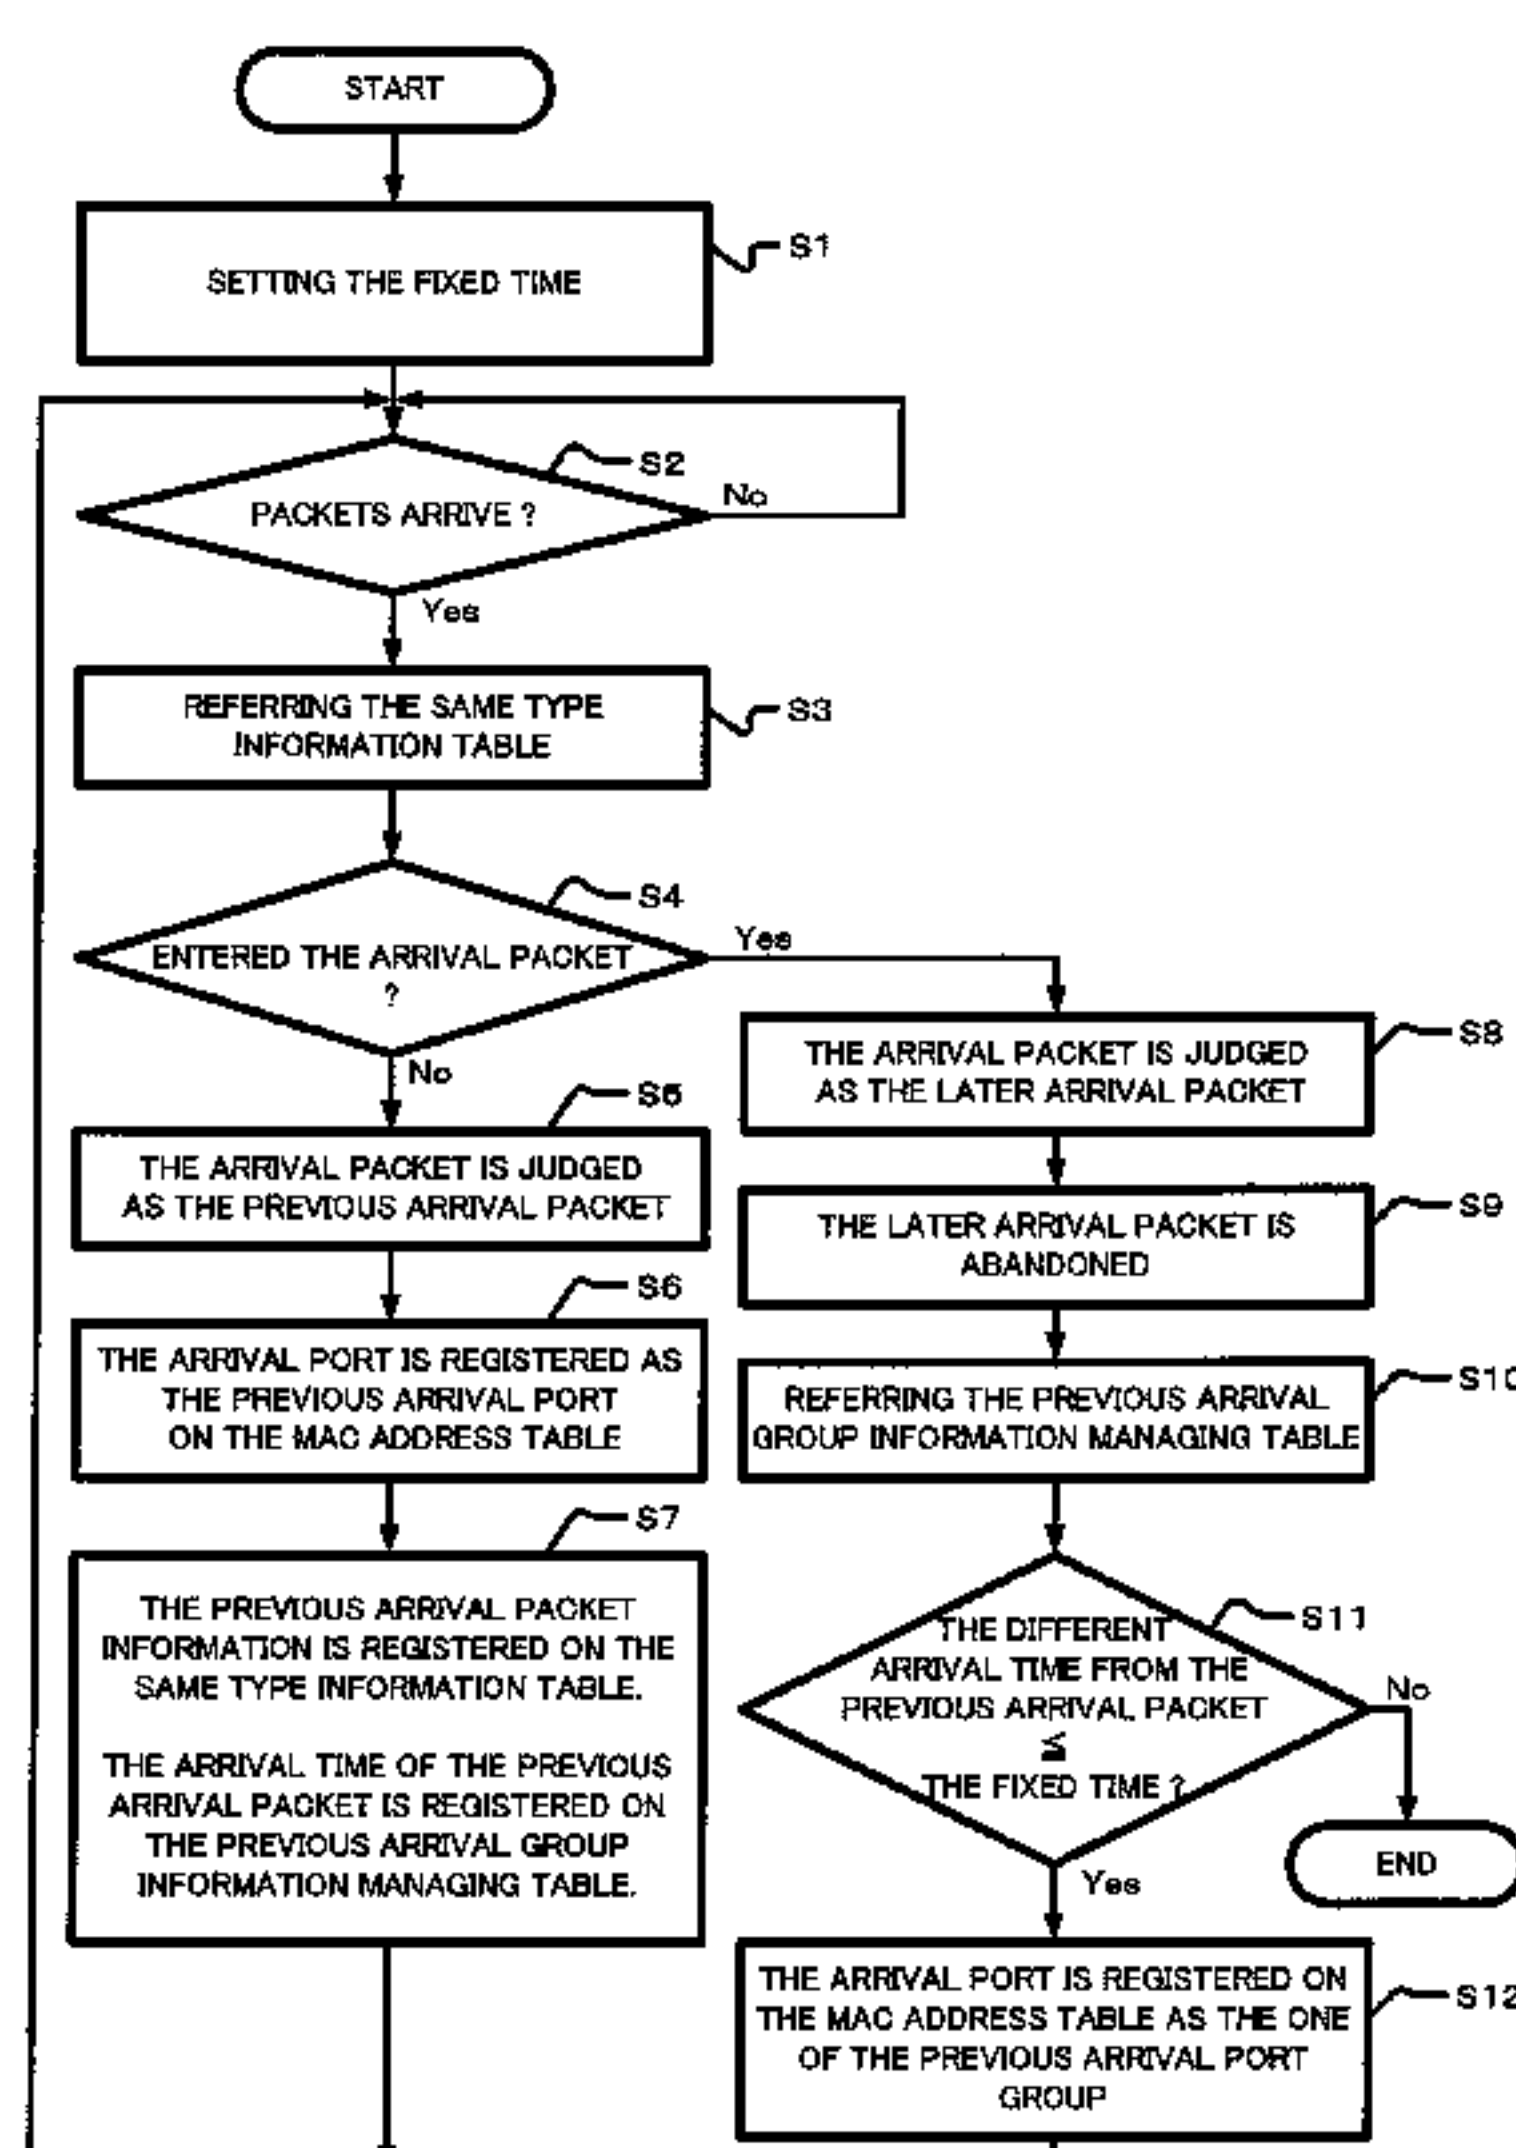 START
SETTING THE FIXED TIME
S1
PACKETS ARRIVE ?
S2
No
Yes
REFERRING THE SAME TYPE
INFORMATION TABLE
S3
ENTERED THE ARRIVAL PACKET
?
S4
Yes
No
THE ARRIVAL PACKET IS JUDGED
AS THE PREVIOUS ARRIVAL PACKET
S5
THE ARRIVAL PORT IS REGISTERED AS
THE PREVIOUS ARRIVAL PORT
ON THE MAC ADDRESS TABLE
S6
THE PREVIOUS ARRIVAL PACKET
INFORMATION IS REGISTERED ON THE
SAME TYPE INFORMATION TABLE.
THE ARRIVAL TIME OF THE PREVIOUS
ARRIVAL PACKET IS REGISTERED ON
THE PREVIOUS ARRIVAL GROUP
INFORMATION MANAGING TABLE.
S7
THE ARRIVAL PACKET IS JUDGED
AS THE LATER ARRIVAL PACKET
S8
THE LATER ARRIVAL PACKET IS
ABANDONED
S9
REFERRING THE PREVIOUS ARRIVAL
GROUP INFORMATION MANAGING TABLE
S10
THE DIFFERENT
ARRIVAL TIME FROM THE
PREVIOUS ARRIVAL PACKET
≦
THE FIXED TIME ?
S11
No
END
Yes
THE ARRIVAL PORT IS REGISTERED ON
THE MAC ADDRESS TABLE AS THE ONE
OF THE PREVIOUS ARRIVAL PORT
GROUP
S12